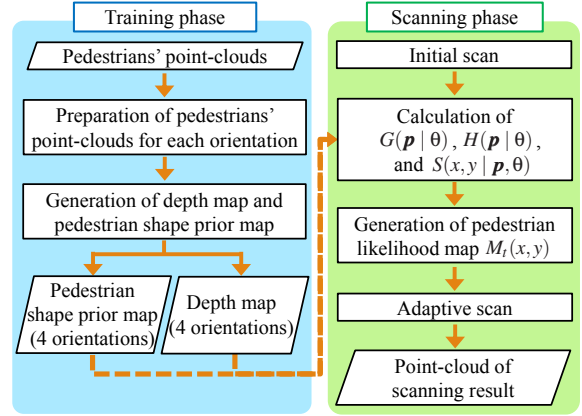 Training phase
Pedestrians' point-clouds
Preparation of pedestrians'
point-clouds for each orientation
Generation of depth map and
pedestrian shape prior map
Pedestrian
shape prior map
(4 orientations)
Depth map
(4 orientations)
Scanning phase
Initial scan
Calculation of
G(p | θ) , H(p | θ) ,
and S(x, y | p, θ)
Generation of pedestrian
likelihood map M_t(x, y)
Adaptive scan
Point-cloud of
scanning result